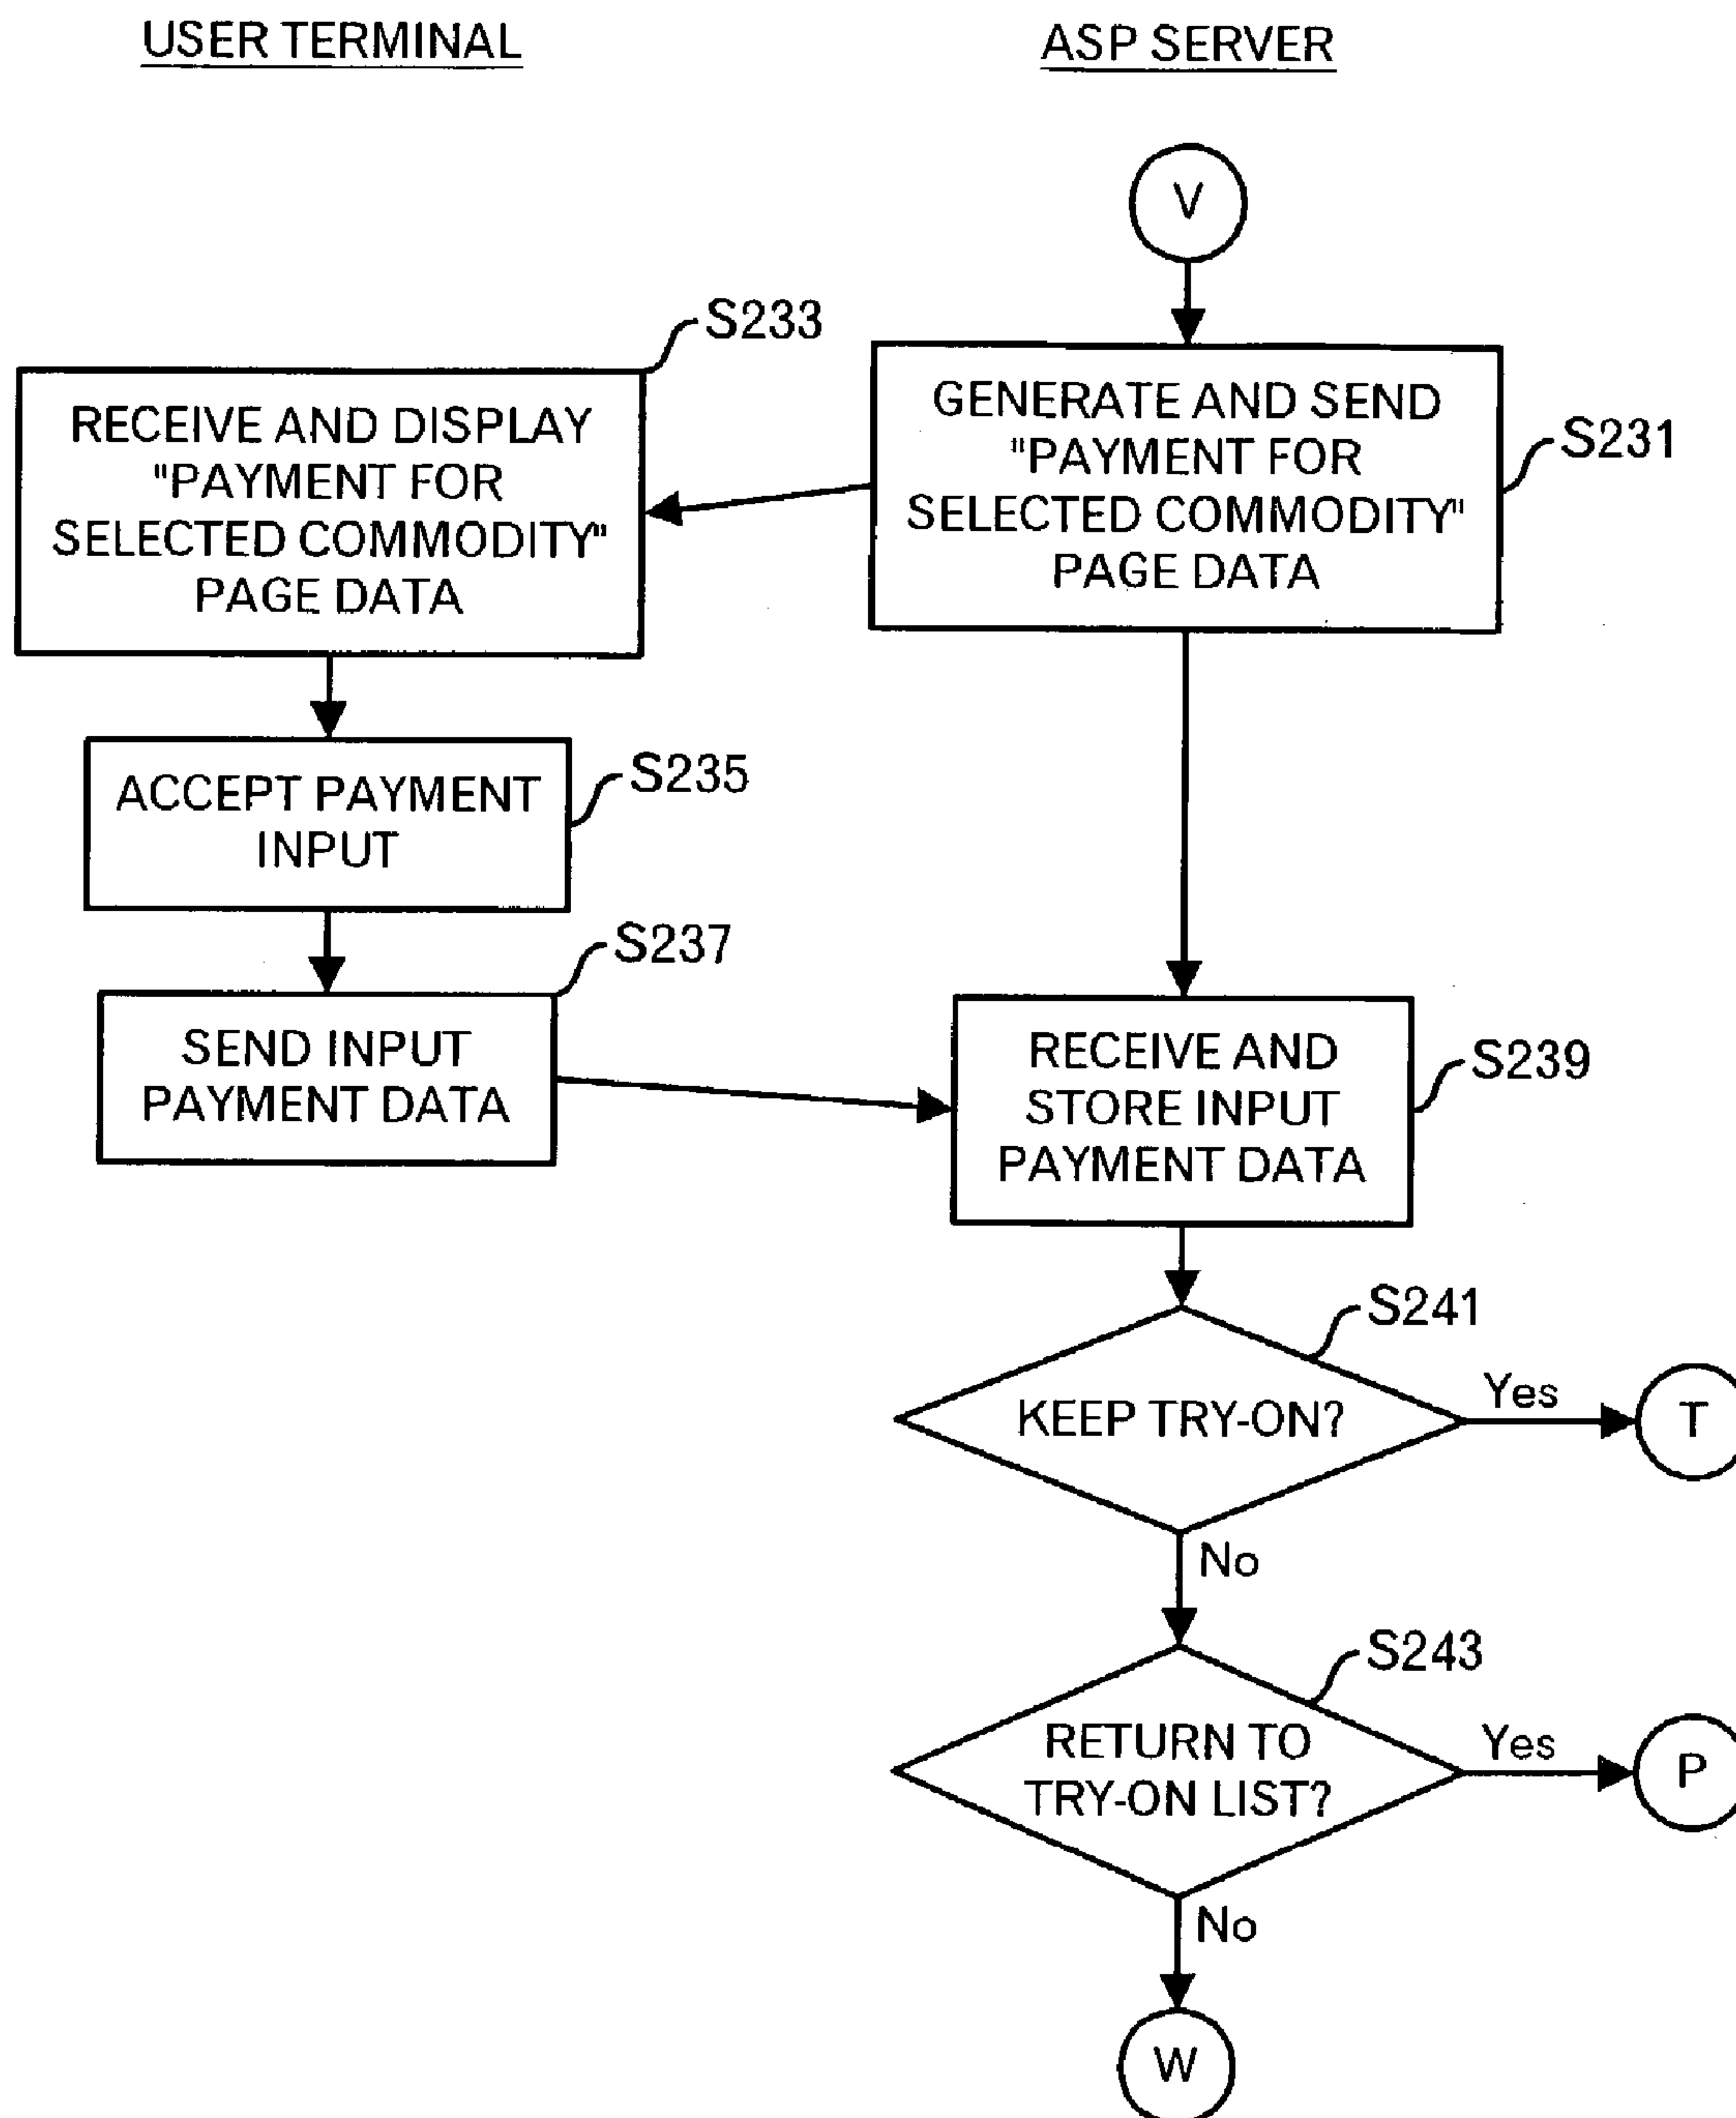 USER TERMINAL
ASP SERVER
V
S233
RECEIVE AND DISPLAY
"PAYMENT FOR
SELECTED COMMODITY"
PAGE DATA
GENERATE AND SEND
"PAYMENT FOR
SELECTED COMMODITY"
PAGE DATA
S231
ACCEPT PAYMENT
INPUT
S235
S237
SEND INPUT
PAYMENT DATA
RECEIVE AND
STORE INPUT
PAYMENT DATA
S239
S241
KEEP TRY-ON?
Yes
T
No
S243
RETURN TO
TRY-ON LIST?
Yes
P
No
W